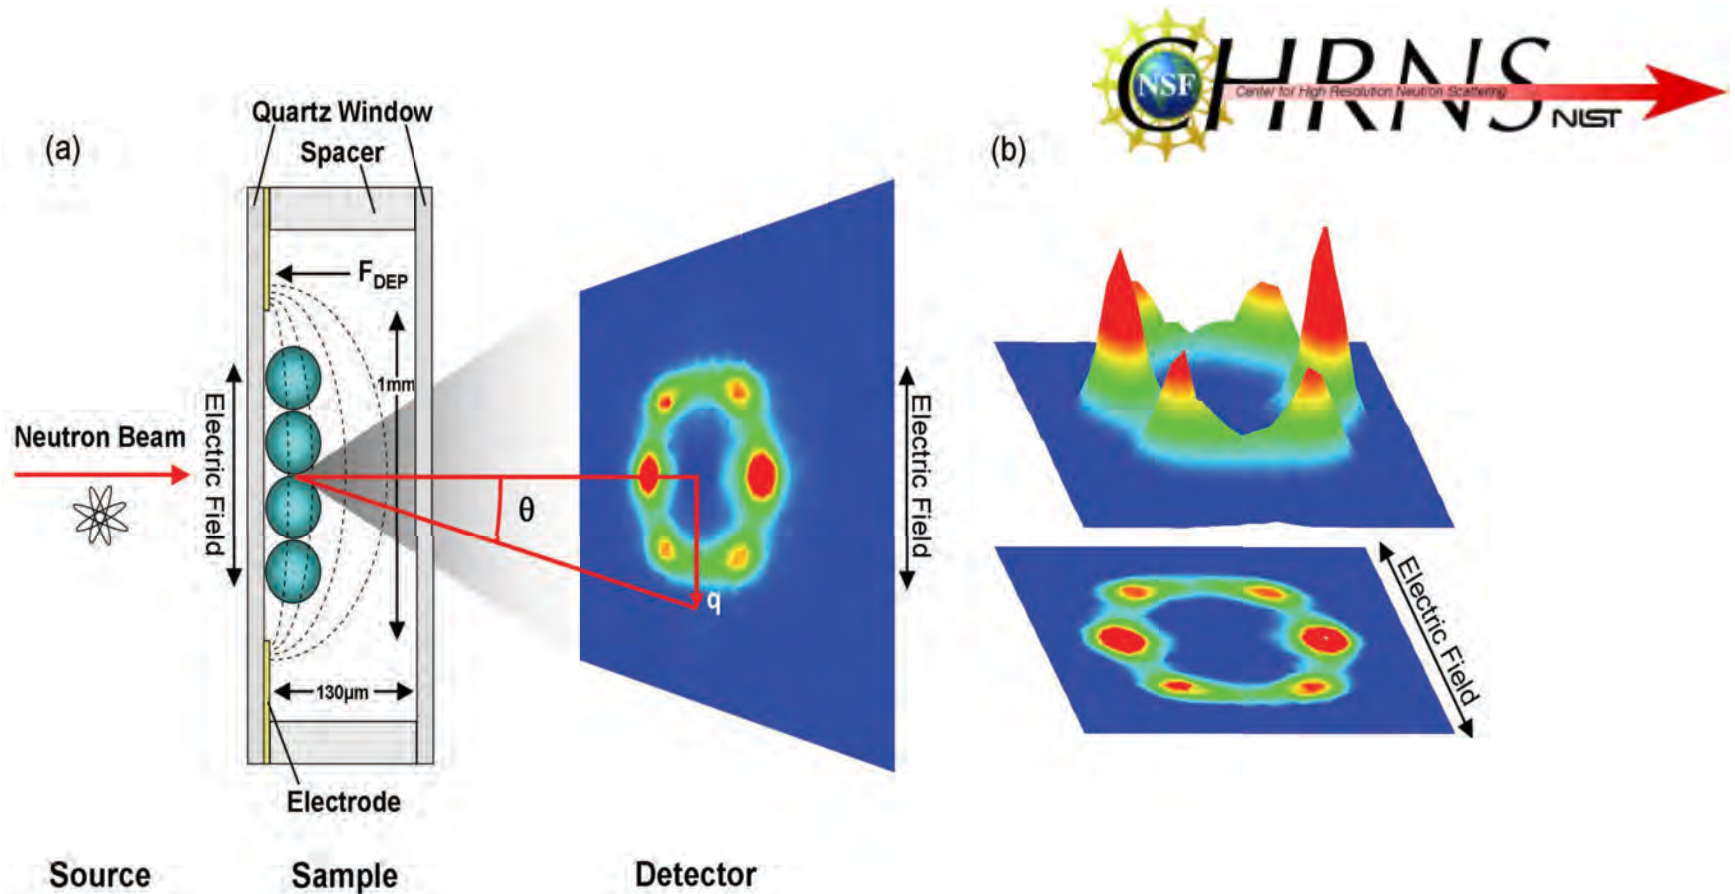 CHRNS
NSF
Center for High Resolution Neutron Scattering
NIST
(a)
Quartz Window
Spacer
(b)
F_DEP
1mm
Electric Field
Neutron Beam
θ
q
Electric Field
130µm
Electrode
Electric Field
Source
Sample
Detector